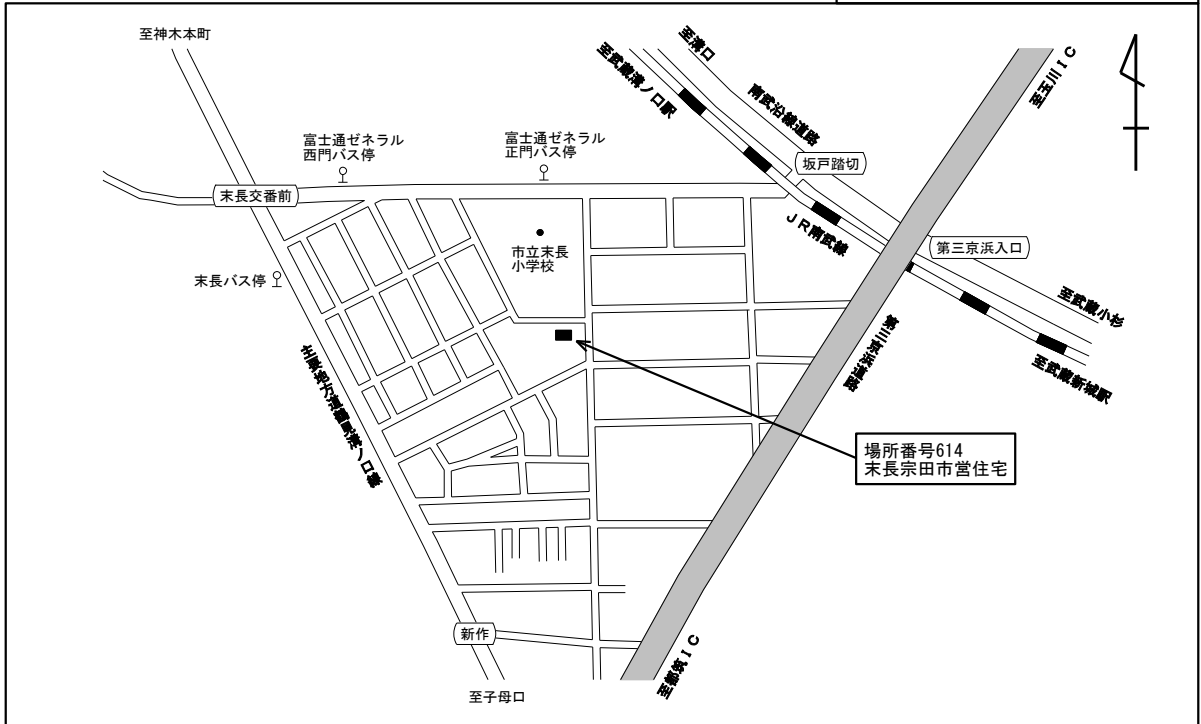 至神木本町
至溝口
至武蔵溝ノ口駅
南武沿線道路
至玉川ＩＣ
富士通ゼネラル
西門バス停
富士通ゼネラル
正門バス停
坂戸踏切
末長交番前
ＪＲ南武線
市立末長
小学校
第三京浜入口
末長バス停
至武蔵小杉
第三京浜道路
至武蔵新城駅
主要地方道鶴見溝ノ口線
場所番号614
末長宗田市営住宅
新作
至都筑ＩＣ
至子母口